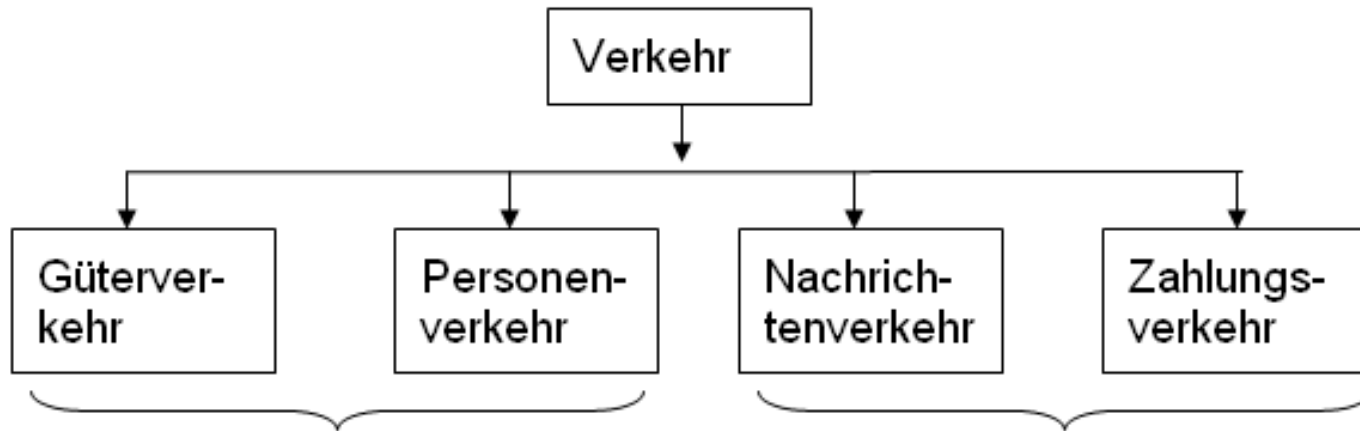 Verkehr
Güterver-
kehr
Personen-
verkehr
Nachrich-
tenverkehr
Zahlungs-
verkehr